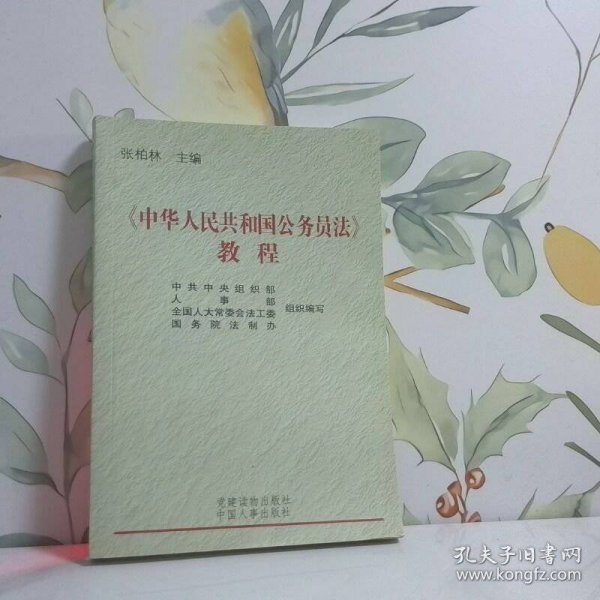 张柏林 主编
《中华人民共和国公务员法》
教程
中共中央组织部
人事部
全国人大常委会法工委
国务院法制办
组织编写
党建读物出版社
中国人事出版社
孔夫子旧书网
www.kongfz.com